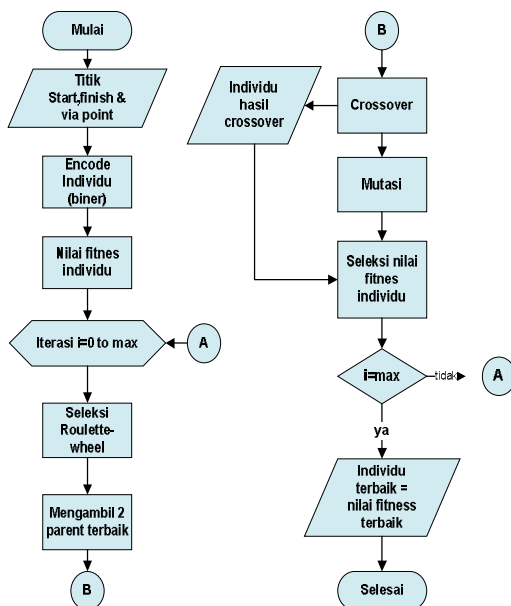 Mulai
Titik
Start,finish &
via point
Encode
Individu
(biner)
Nilai fitnes
individu
Iterasi i=0 to max
A
Seleksi
Roulette-
wheel
Mengambil 2
parent terbaik
B
B
Individu
hasil
crossover
Crossover
Mutasi
Seleksi nilai
fitnes
individu
i=max
tidak
A
ya
Individu
terbaik =
nilai fitness
terbaik
Selesai